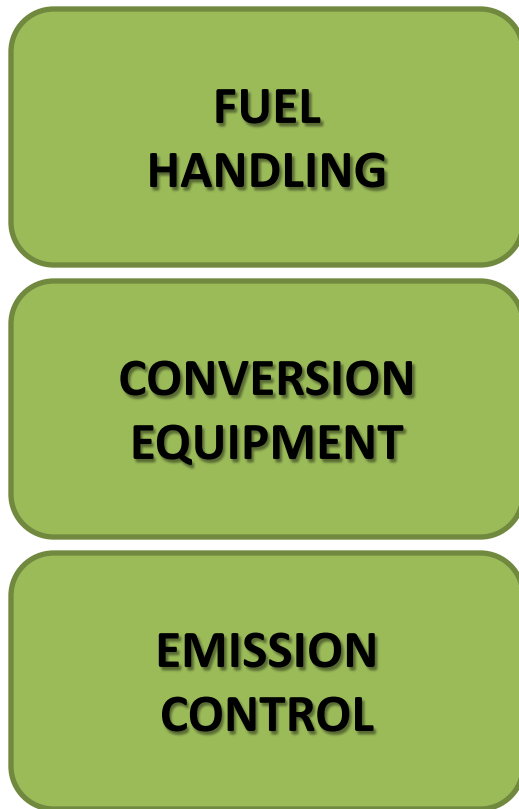 FUEL
HANDLING
CONVERSION
EQUIPMENT
EMISSION
CONTROL